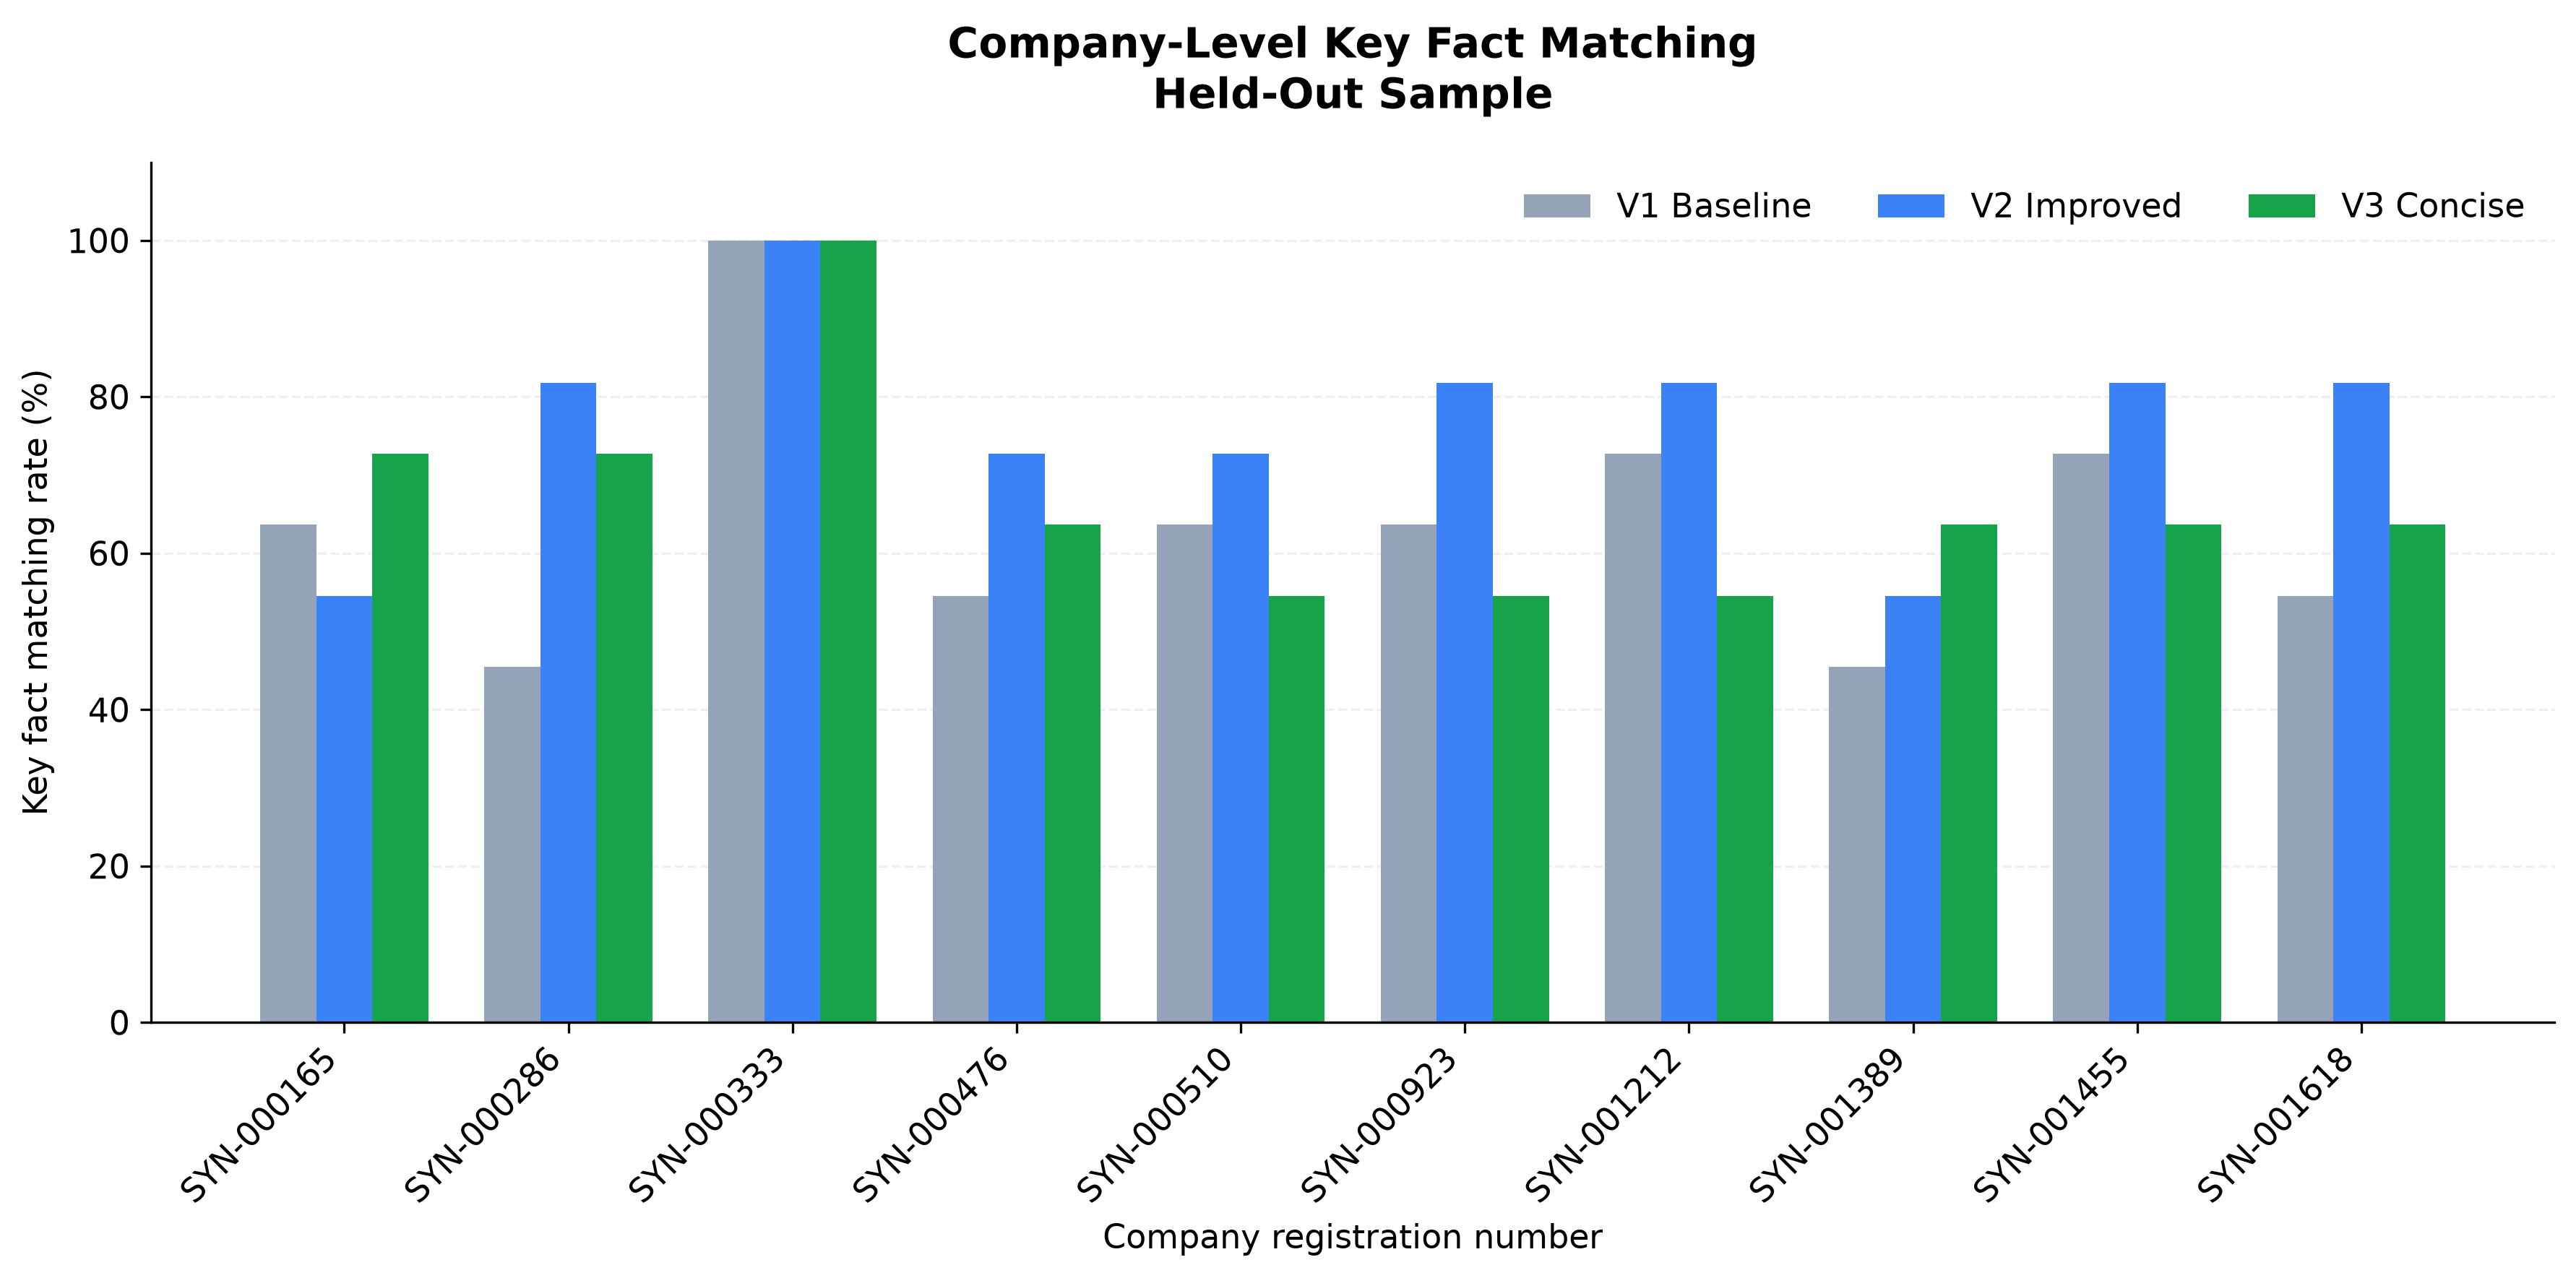 Company-Level Key Fact Matching
Held-Out Sample
V1 Baseline
V2 Improved
V3 Concise
Key fact matching rate (%)
100
80
60
40
20
0
SYN-000165
SYN-000286
SYN-000333
SYN-000476
SYN-000510
SYN-000923
SYN-001212
SYN-001389
SYN-001455
SYN-001618
Company registration number